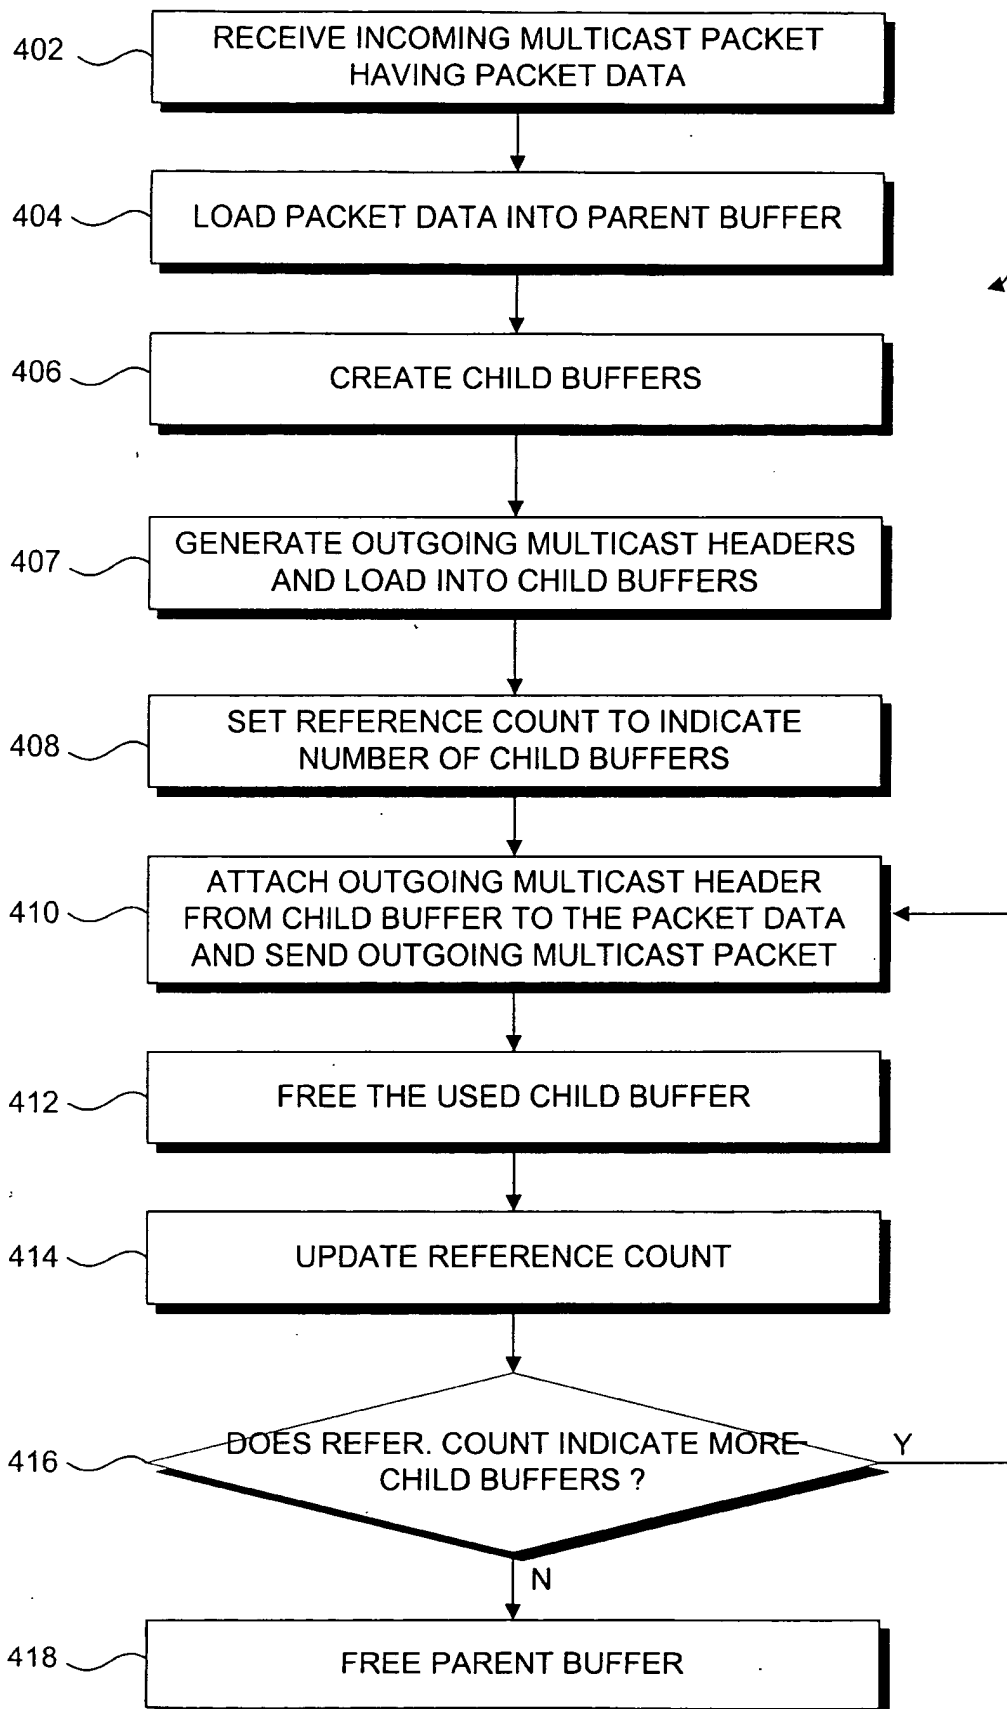 402
RECEIVE INCOMING MULTICAST PACKET
HAVING PACKET DATA
404
LOAD PACKET DATA INTO PARENT BUFFER
406
CREATE CHILD BUFFERS
407
GENERATE OUTGOING MULTICAST HEADERS
AND LOAD INTO CHILD BUFFERS
408
SET REFERENCE COUNT TO INDICATE
NUMBER OF CHILD BUFFERS
410
ATTACH OUTGOING MULTICAST HEADER
FROM CHILD BUFFER TO THE PACKET DATA
AND SEND OUTGOING MULTICAST PACKET
412
FREE THE USED CHILD BUFFER
414
UPDATE REFERENCE COUNT
416
DOES REFER. COUNT INDICATE MORE
CHILD BUFFERS ?
Y
N
418
FREE PARENT BUFFER